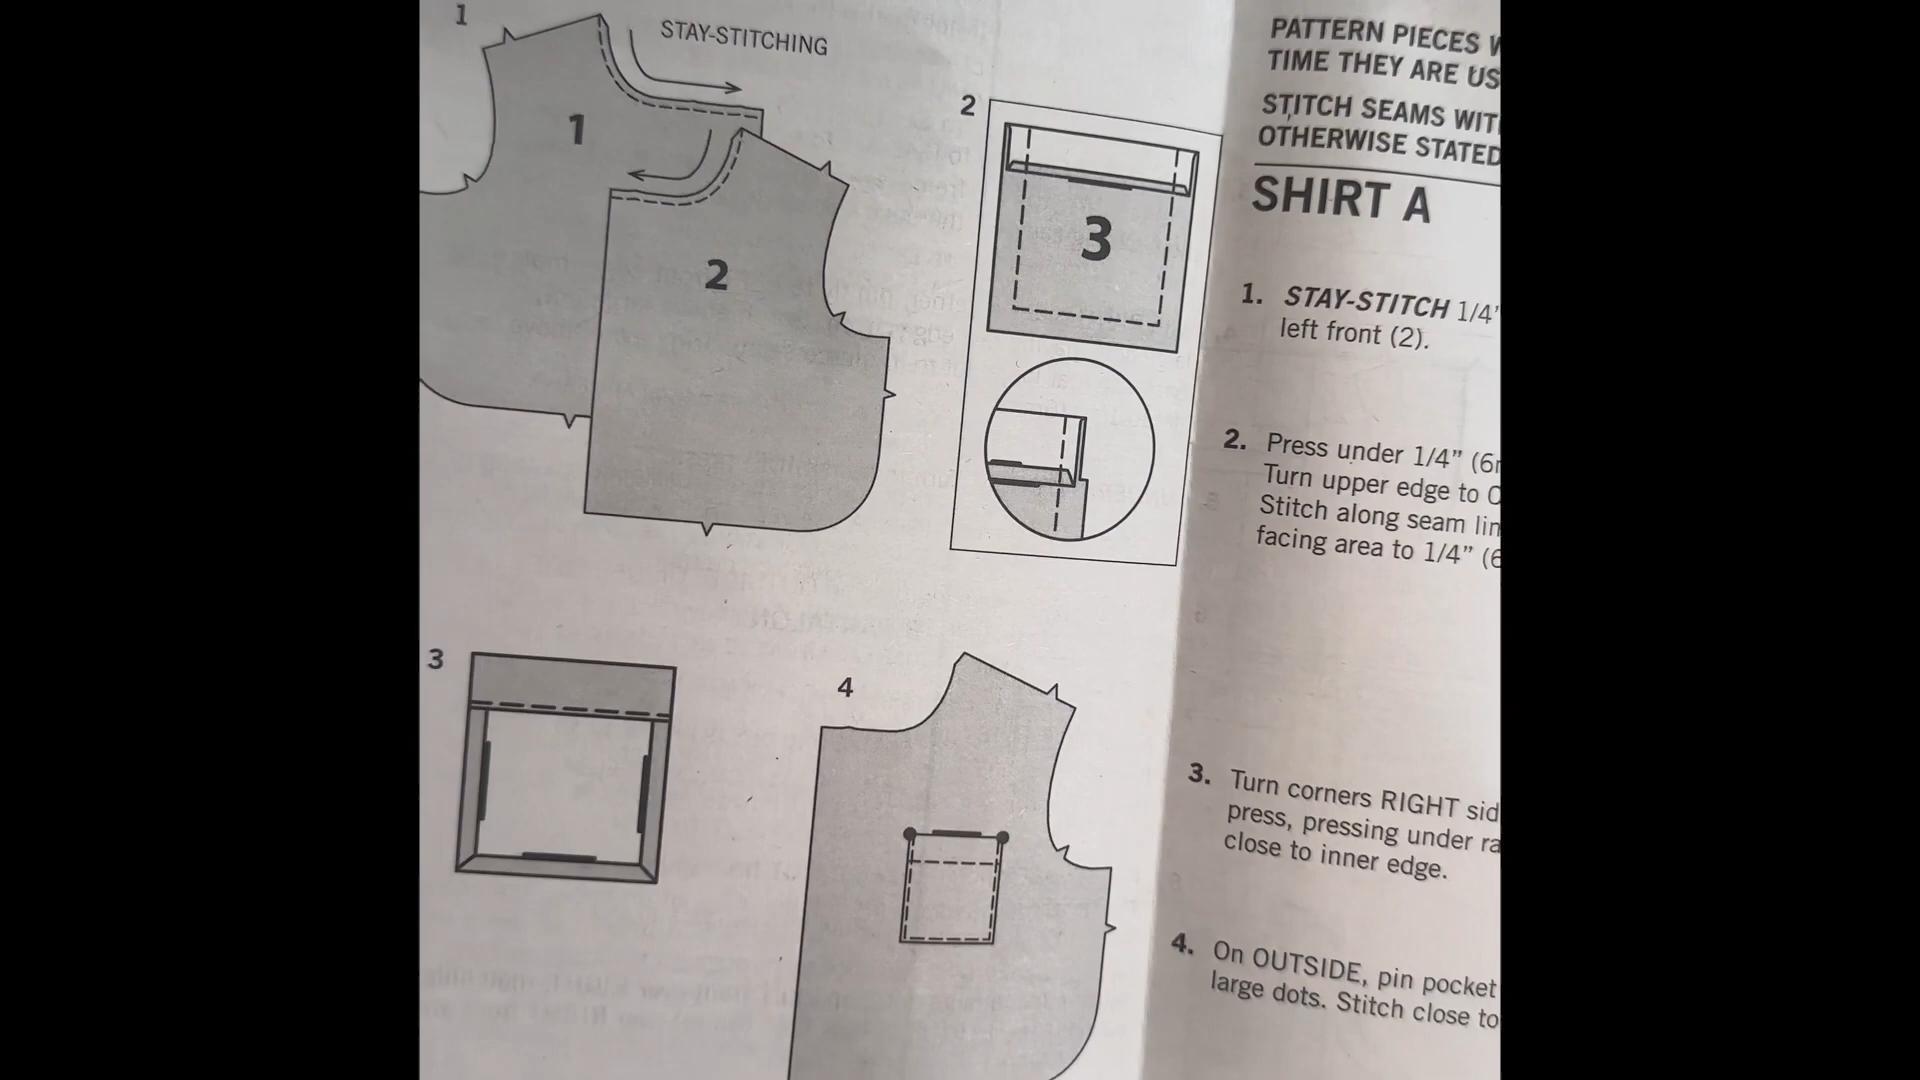 1
STAY-STITCHING
1
2
2
3
3
4
PATTERN PIECES
TIME THEY ARE US
STITCH SEAMS WIT
OTHERWISE STATED
SHIRT A
1. STAY-STITCH 1/4"
left front (2).
2. Press under 1/4” (6
Turn upper edge to
Stitch along seam lin
facing area to 1/4” (6
3. Turn corners RIGHT sid
press, pressing under ra
close to inner edge.
4. On OUTSIDE, pin pocket
large dots. Stitch close to